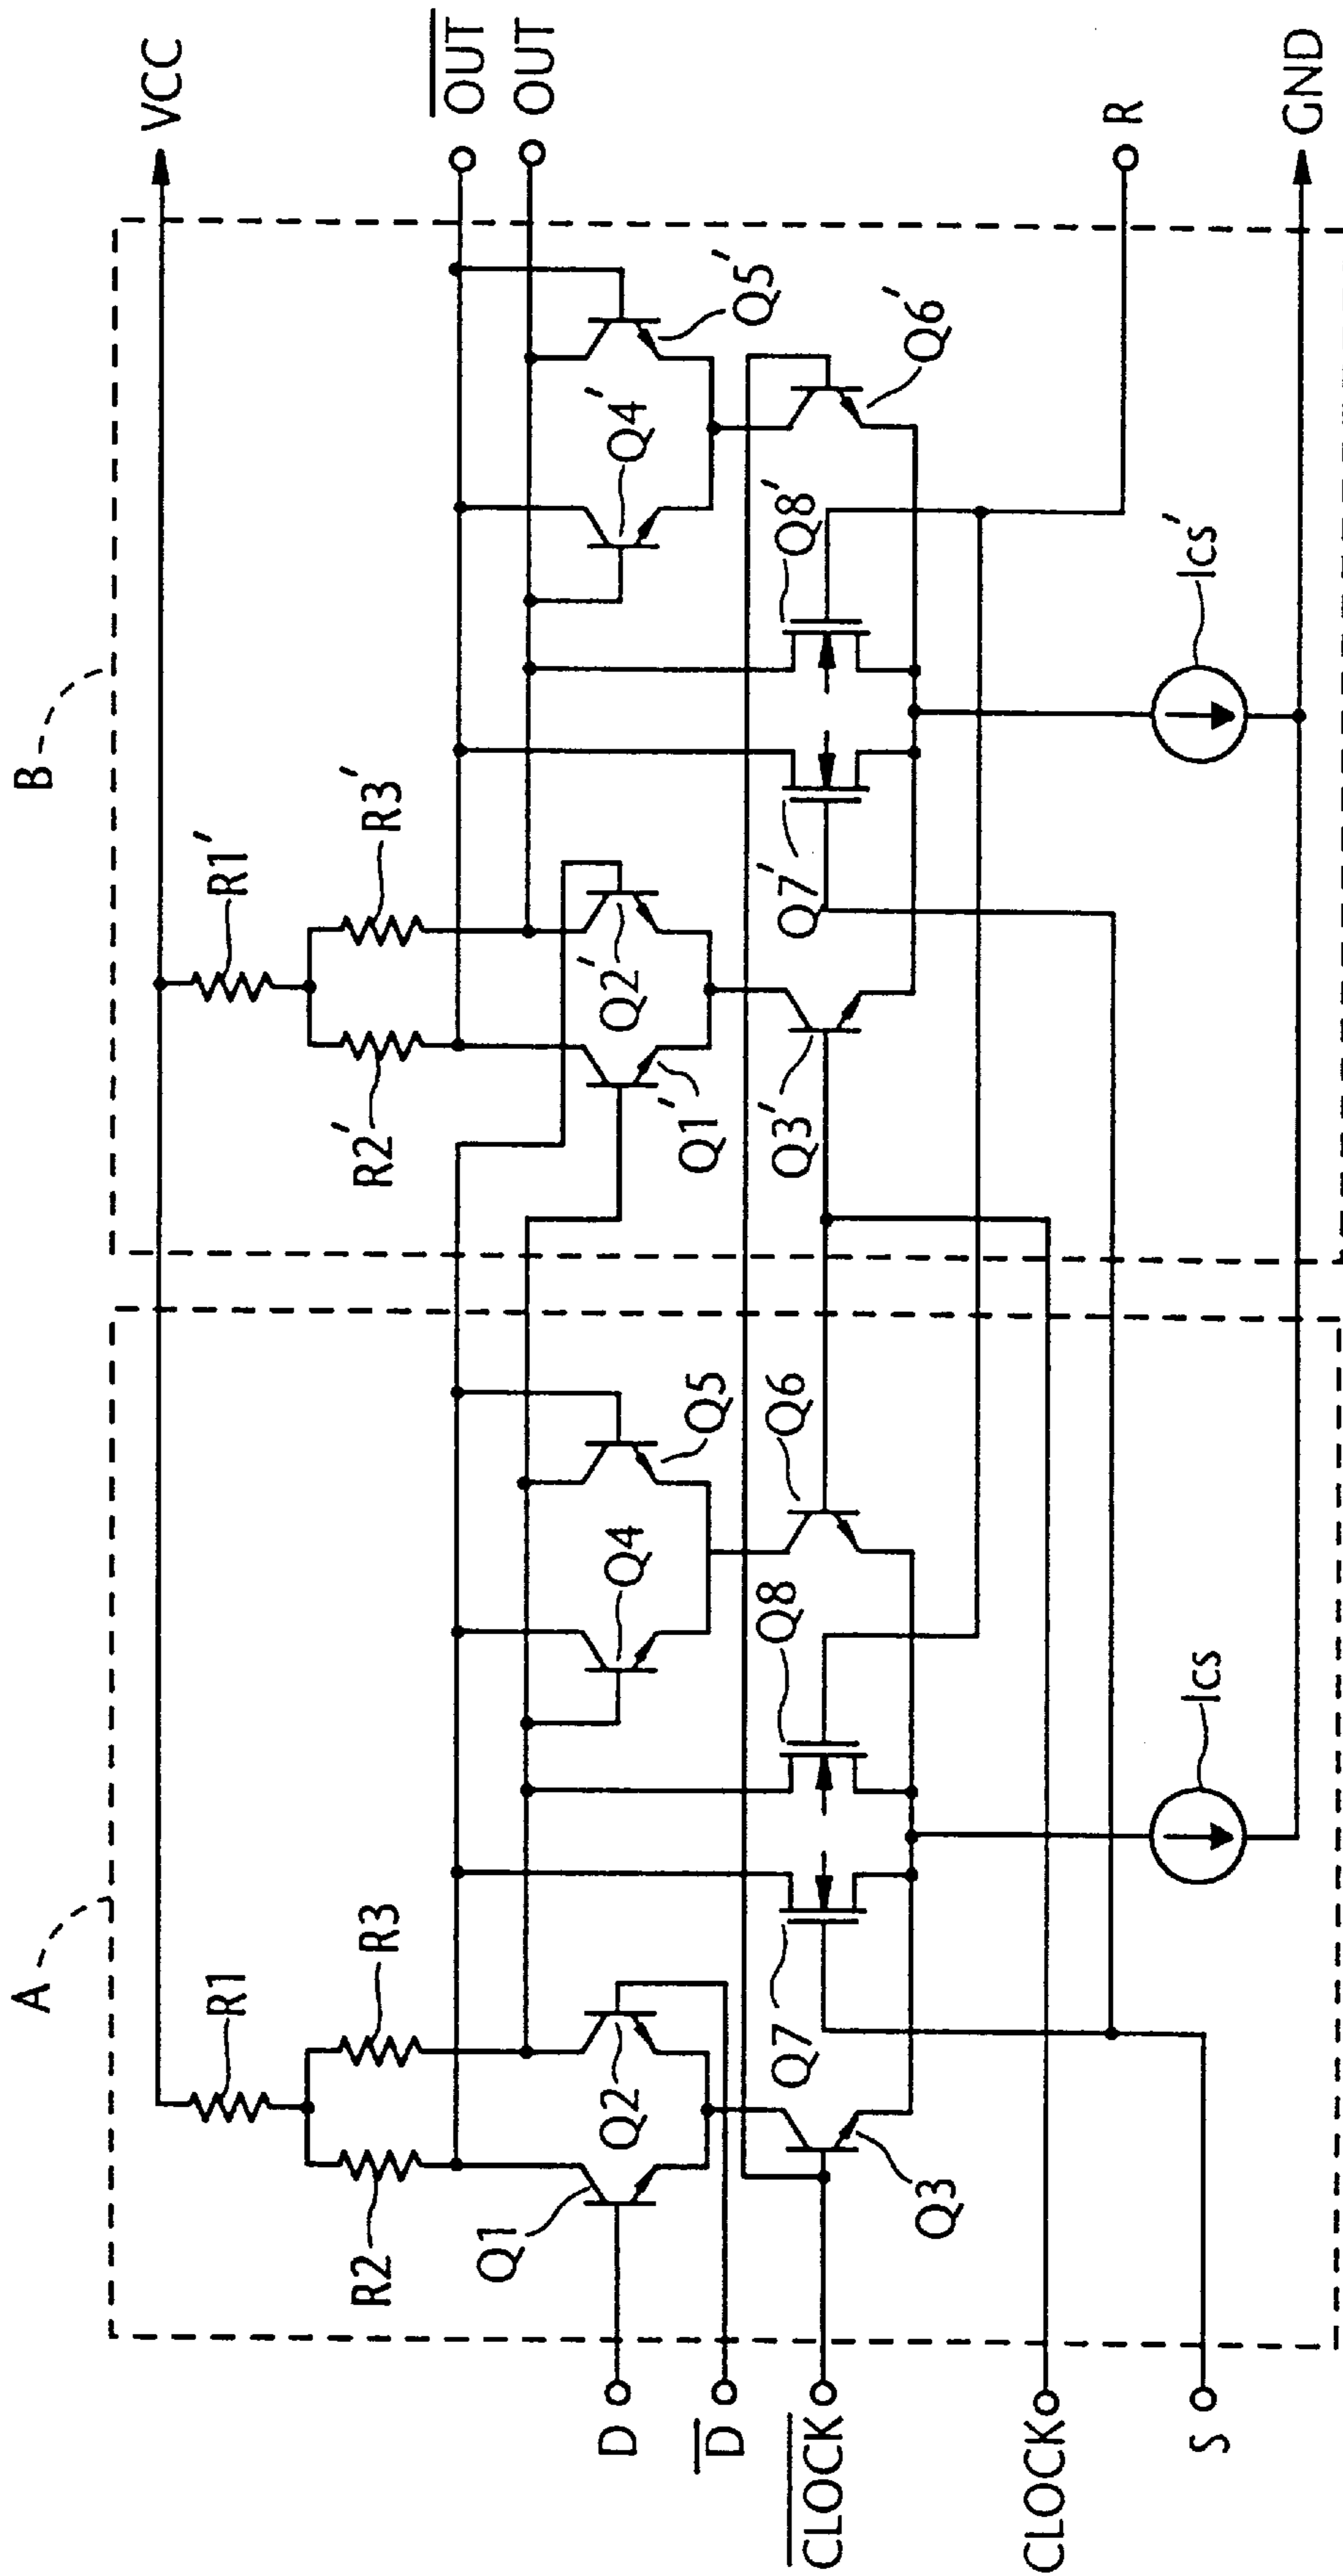 A
B
VCC
R1
R1'
R2
R3
R2'
R3'
OUT
OUT
Q1
Q2
Q4
Q5
Q1'
Q2'
Q4'
Q5'
D
D
CLOCK
CLOCK
S
Q3
Q7
Q8
Q6
Q3'
Q7'
Q8'
Q6'
R
Ics
Ics'
GND